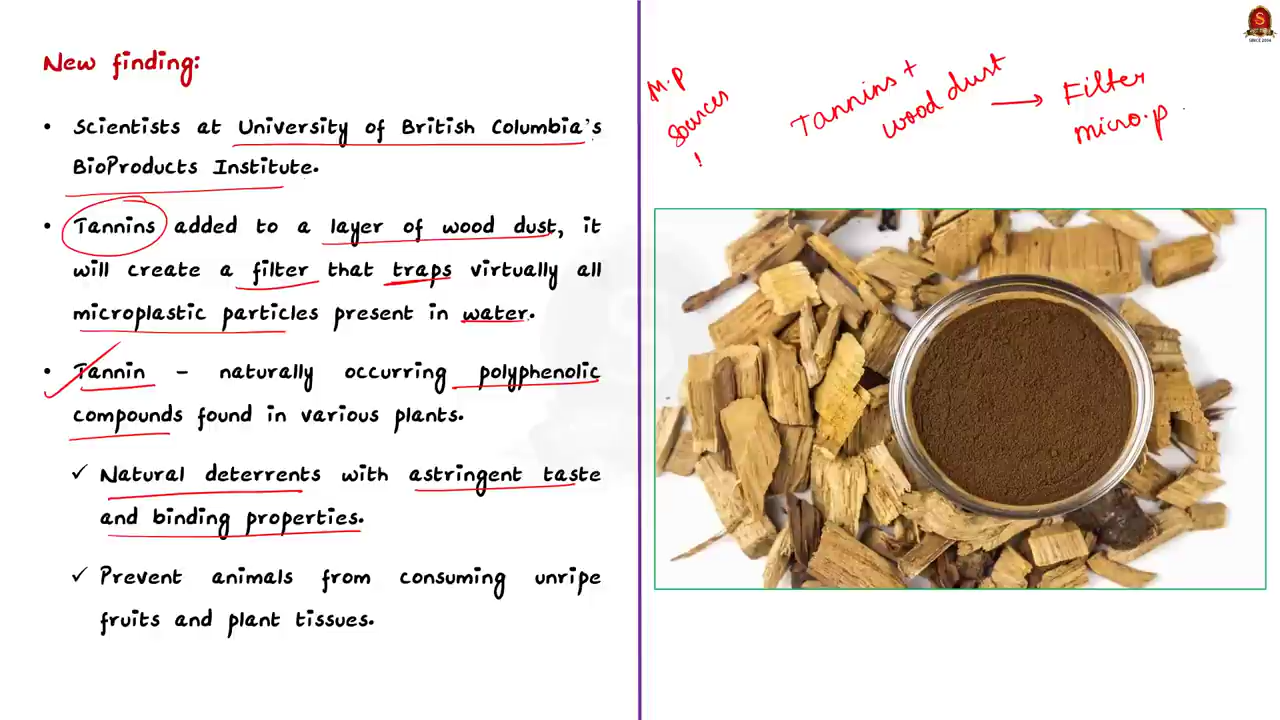 New finding:
• Scientists at University of British Columbia's
BioProducts Institute.
• Tannins added to a layer of wood dust, it
will create a filter that traps virtually all
microplastic particles present in water.
• Tannin – naturally occurring polyphenolic
compounds found in various plants.
✓ Natural deterrents with astringent taste
and binding properties.
✓ Prevent animals from consuming unripe
fruits and plant tissues.
M.P
Sources
Tannins +
wood dust
→ Filter
micro.p
S
SINCE 2004